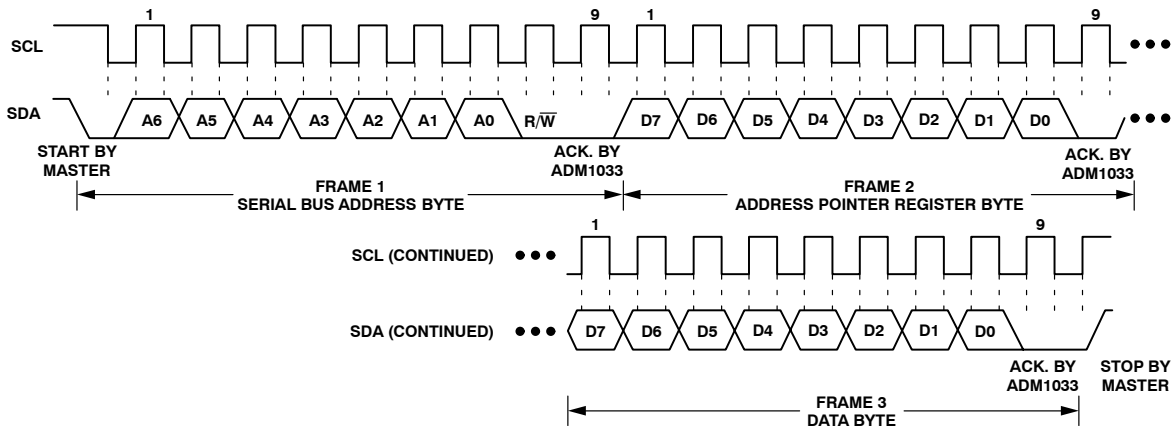 1 9 1 9
SCL
SDA A6 A5 A4 A3 A2 A1 A0 R/W̅ D7 D6 D5 D4 D3 D2 D1 D0
START BY
MASTER
ACK. BY
ADM1033
ACK. BY
ADM1033
FRAME 1
SERIAL BUS ADDRESS BYTE
FRAME 2
ADDRESS POINTER REGISTER BYTE
1 9
SCL (CONTINUED)
SDA (CONTINUED) D7 D6 D5 D4 D3 D2 D1 D0
ACK. BY
ADM1033
STOP BY
MASTER
FRAME 3
DATA BYTE